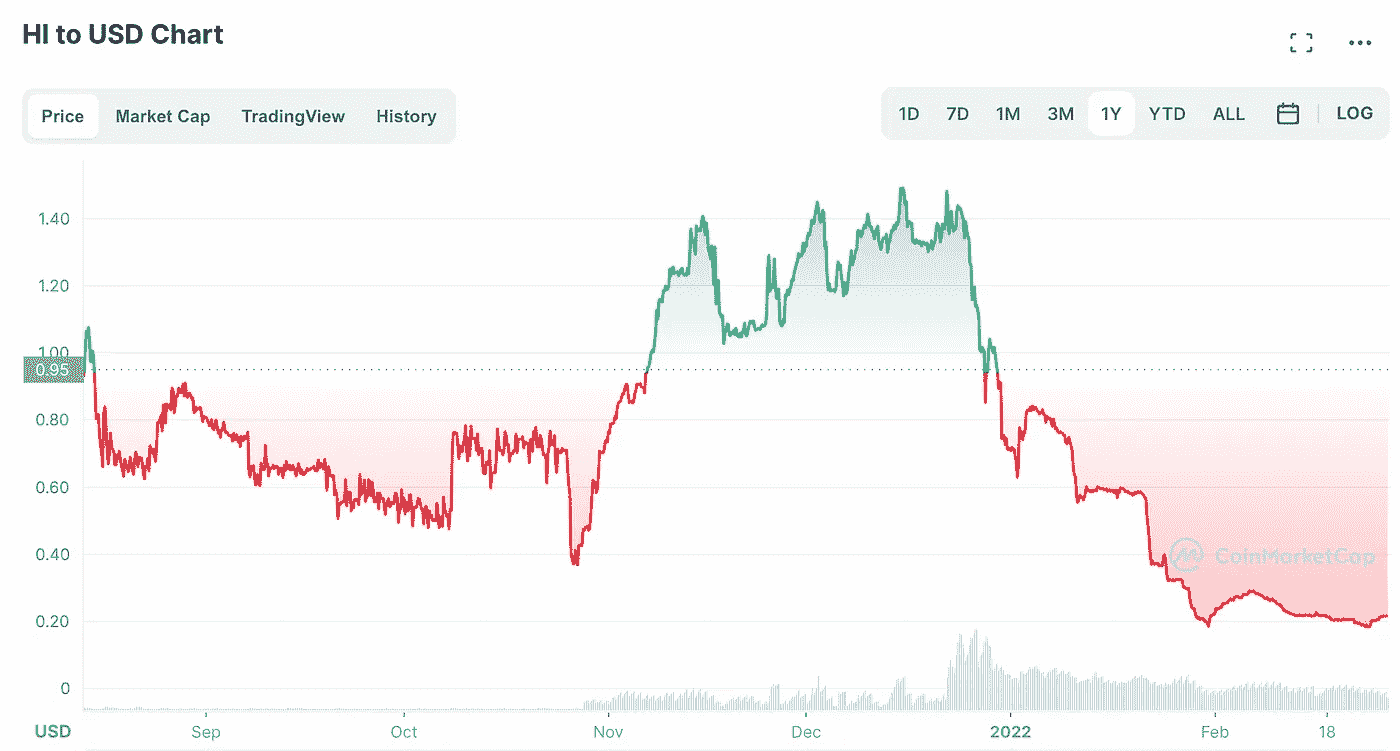 HI to USD Chart
Price Market Cap TradingView History
1D 7D 1M 3M 1Y YTD ALL LOG
1.40
1.20
1.00
0.95
0.80
0.60
0.40
CoinMarketCap
0.20
0
USD Sep Oct Nov Dec 2022 Feb 18